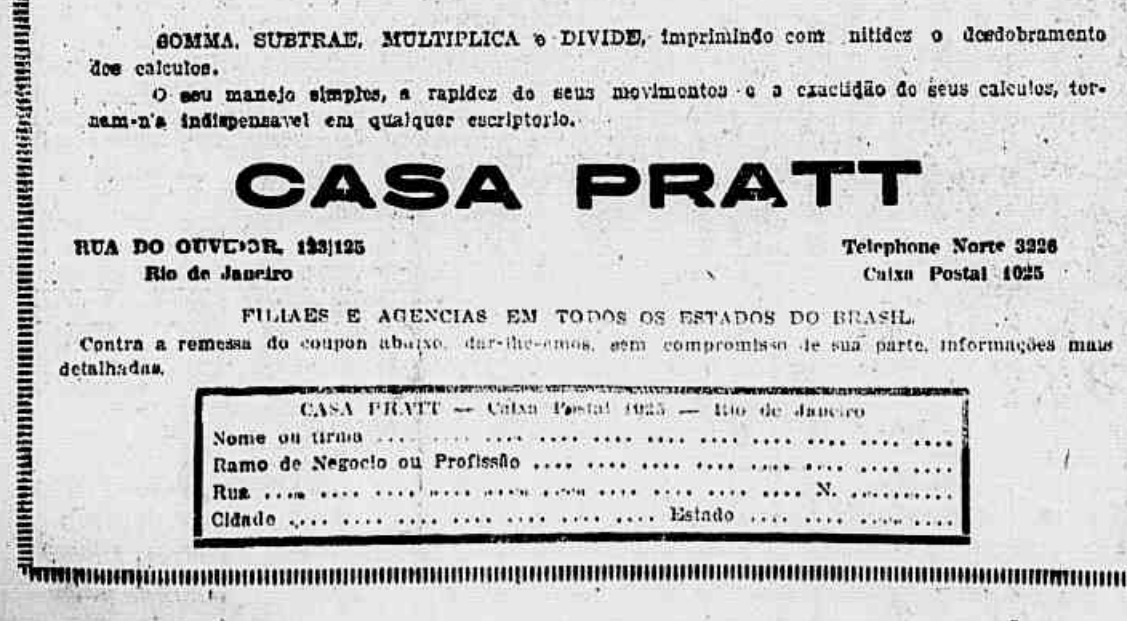 SOMMA, SUBTRAE, MULTIPLICA e DIVIDE, imprimindo com nitidez o desdobramento
dos calculos.
O seu manejo simples, a rapidez de seus movimentos e a exactidão de seus calculos, tor-
nam-n'a indispensavel em qualquer escriptorio.
CASA PRATT
RUA DO OUVIDOR, 123|125
Rio de Janeiro
Telephone Norte 3226
Caixa Postal 1025
FILIAES E AGENCIAS EM TODOS OS ESTADOS DO BRASIL.
Contra a remessa do coupon abaixo, dar-lhe-emos, sem compromisso de sua parte, informações mais
detalhadas.
CASA PRATT — Caixa Postal 1025 — Rio de Janeiro
Nome ou firma .... .... .... .... .... .... .... .... .... .... ....
Ramo de Negocio ou Profissão .... .... .... .... .... .... .... ....
Rua .... .... .... .... .... .... .... .... .... .... N. ..........
Cidade .... .... .... .... .... .... .... Estado .... .... .... .... ....